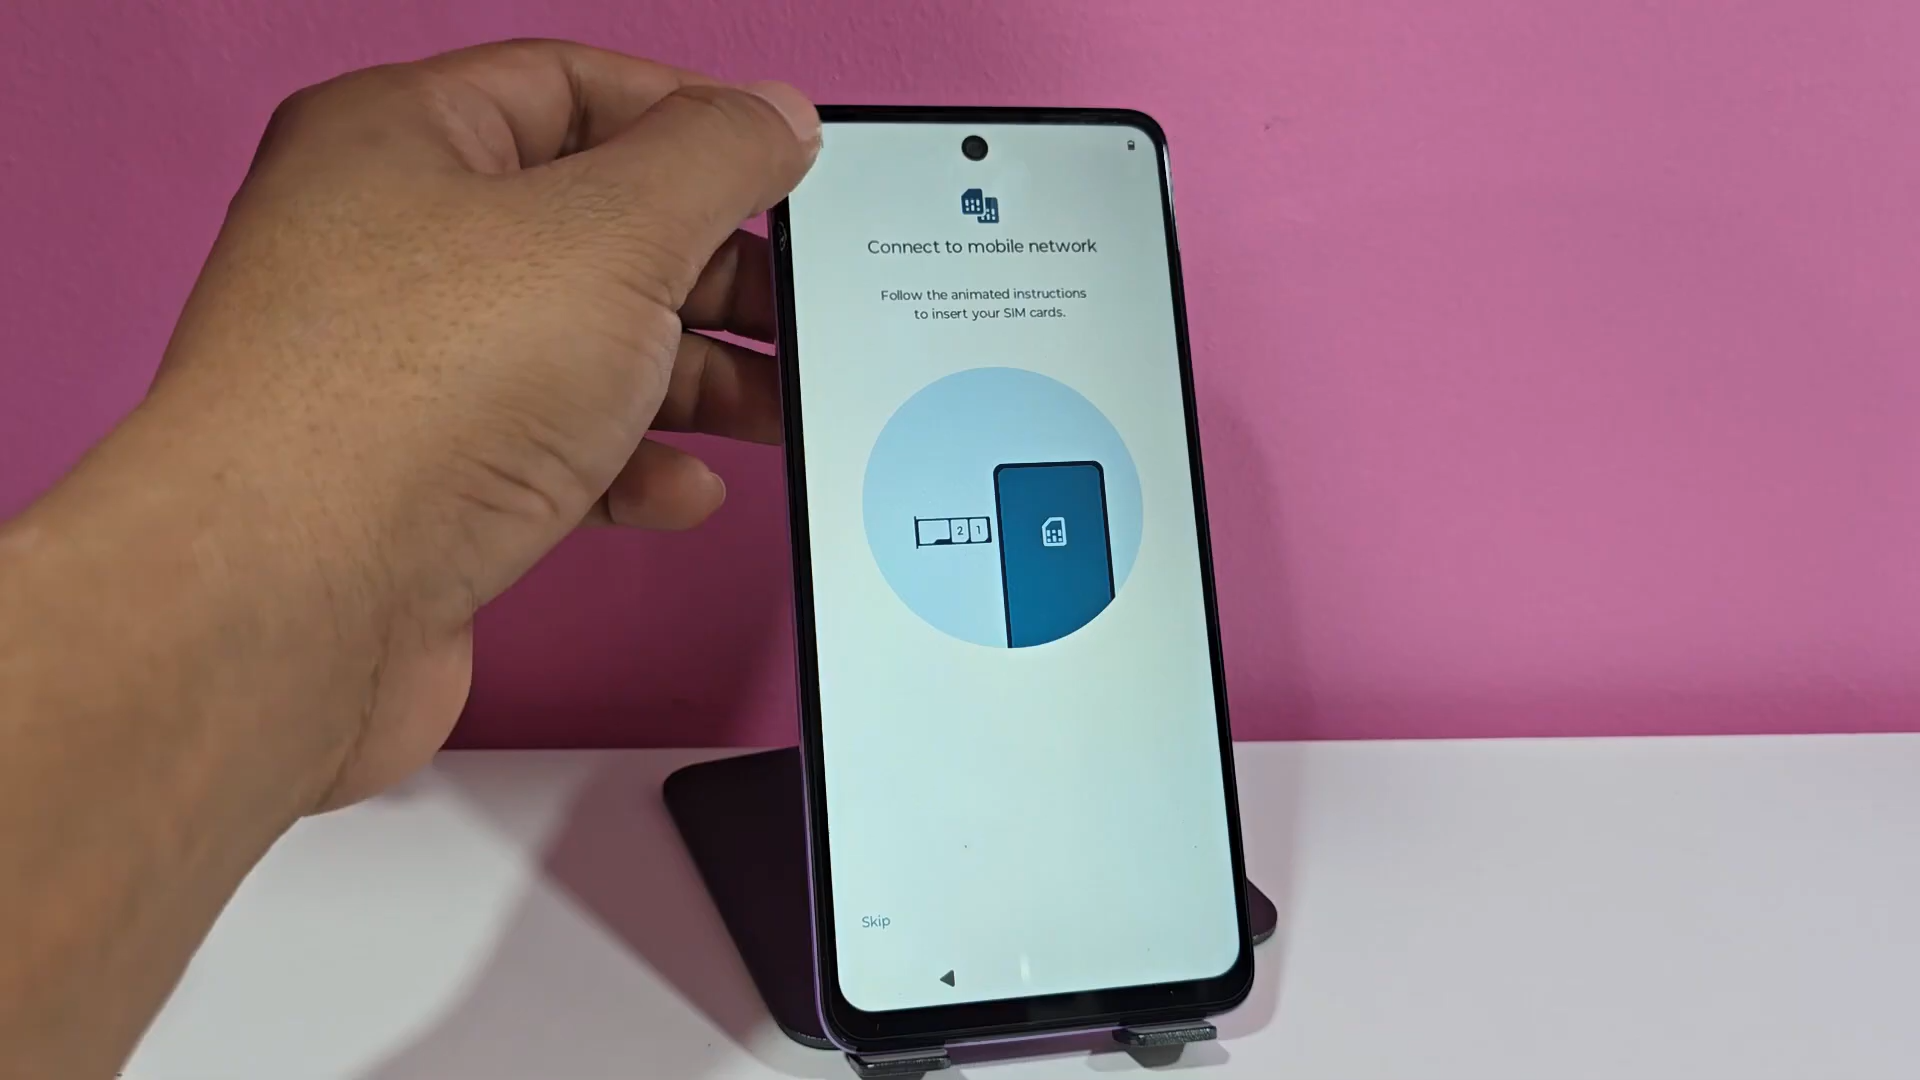 Connect to mobile network
Follow the animated instructions
to insert your SIM cards.
2 1
Skip